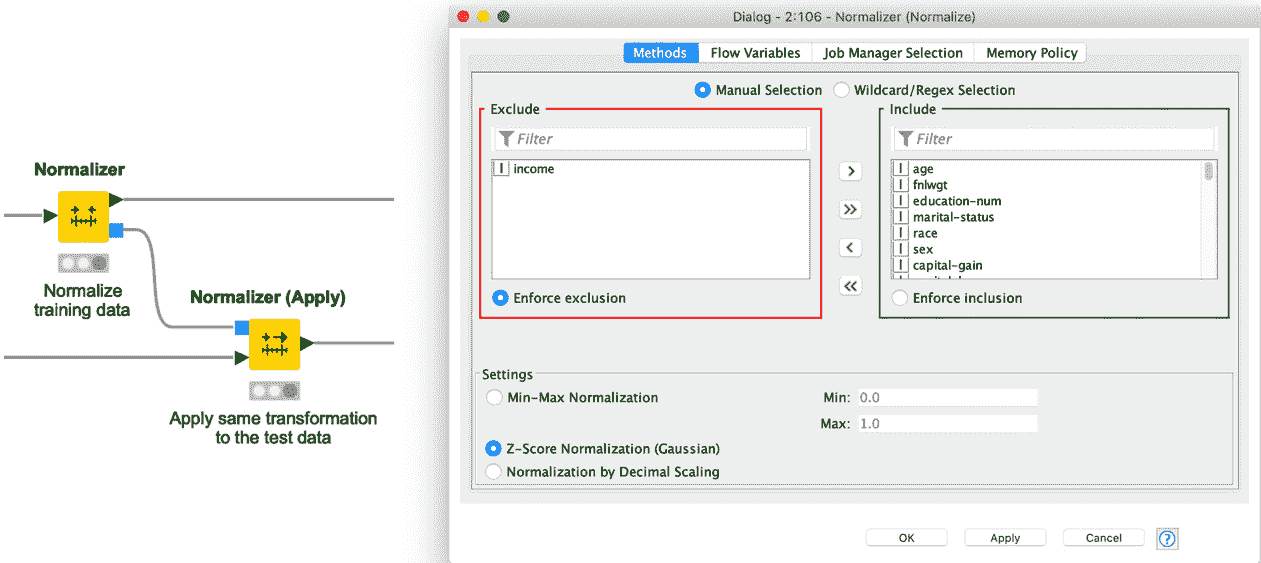 Normalizer
Normalize
training data
Normalizer (Apply)
Apply same transformation
to the test data
Dialog - 2:106 - Normalizer (Normalize)
Methods Flow Variables Job Manager Selection Memory Policy
Manual Selection Wildcard/Regex Selection
Exclude
Filter
I income
Enforce exclusion
>
>>
<
<<
Include
Filter
I age
I fnlwgt
I education-num
I marital-status
I race
I sex
I capital-gain
Enforce inclusion
Settings
Min-Max Normalization
Min: 0.0
Max: 1.0
Z-Score Normalization (Gaussian)
Normalization by Decimal Scaling
OK Apply Cancel ?